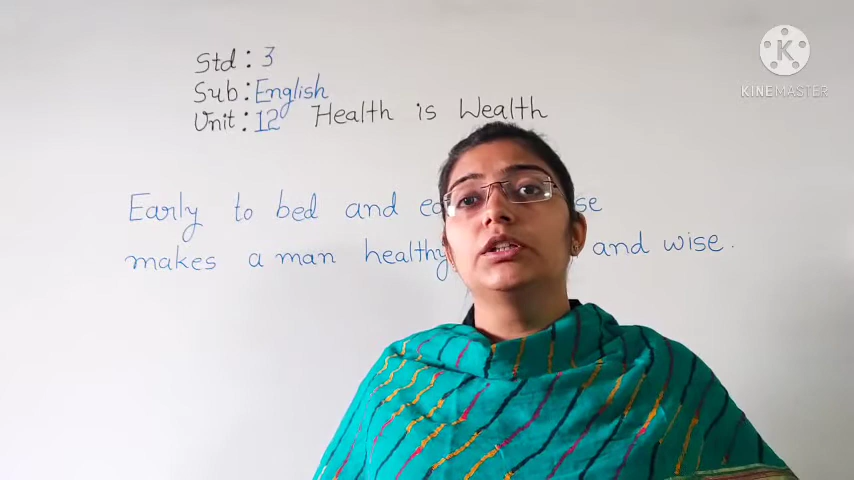 Std : 3
Sub : English
Unit : 12 Health is Wealth
Early to bed and se
makes a man healthy and wise.
K
KINEMASTER